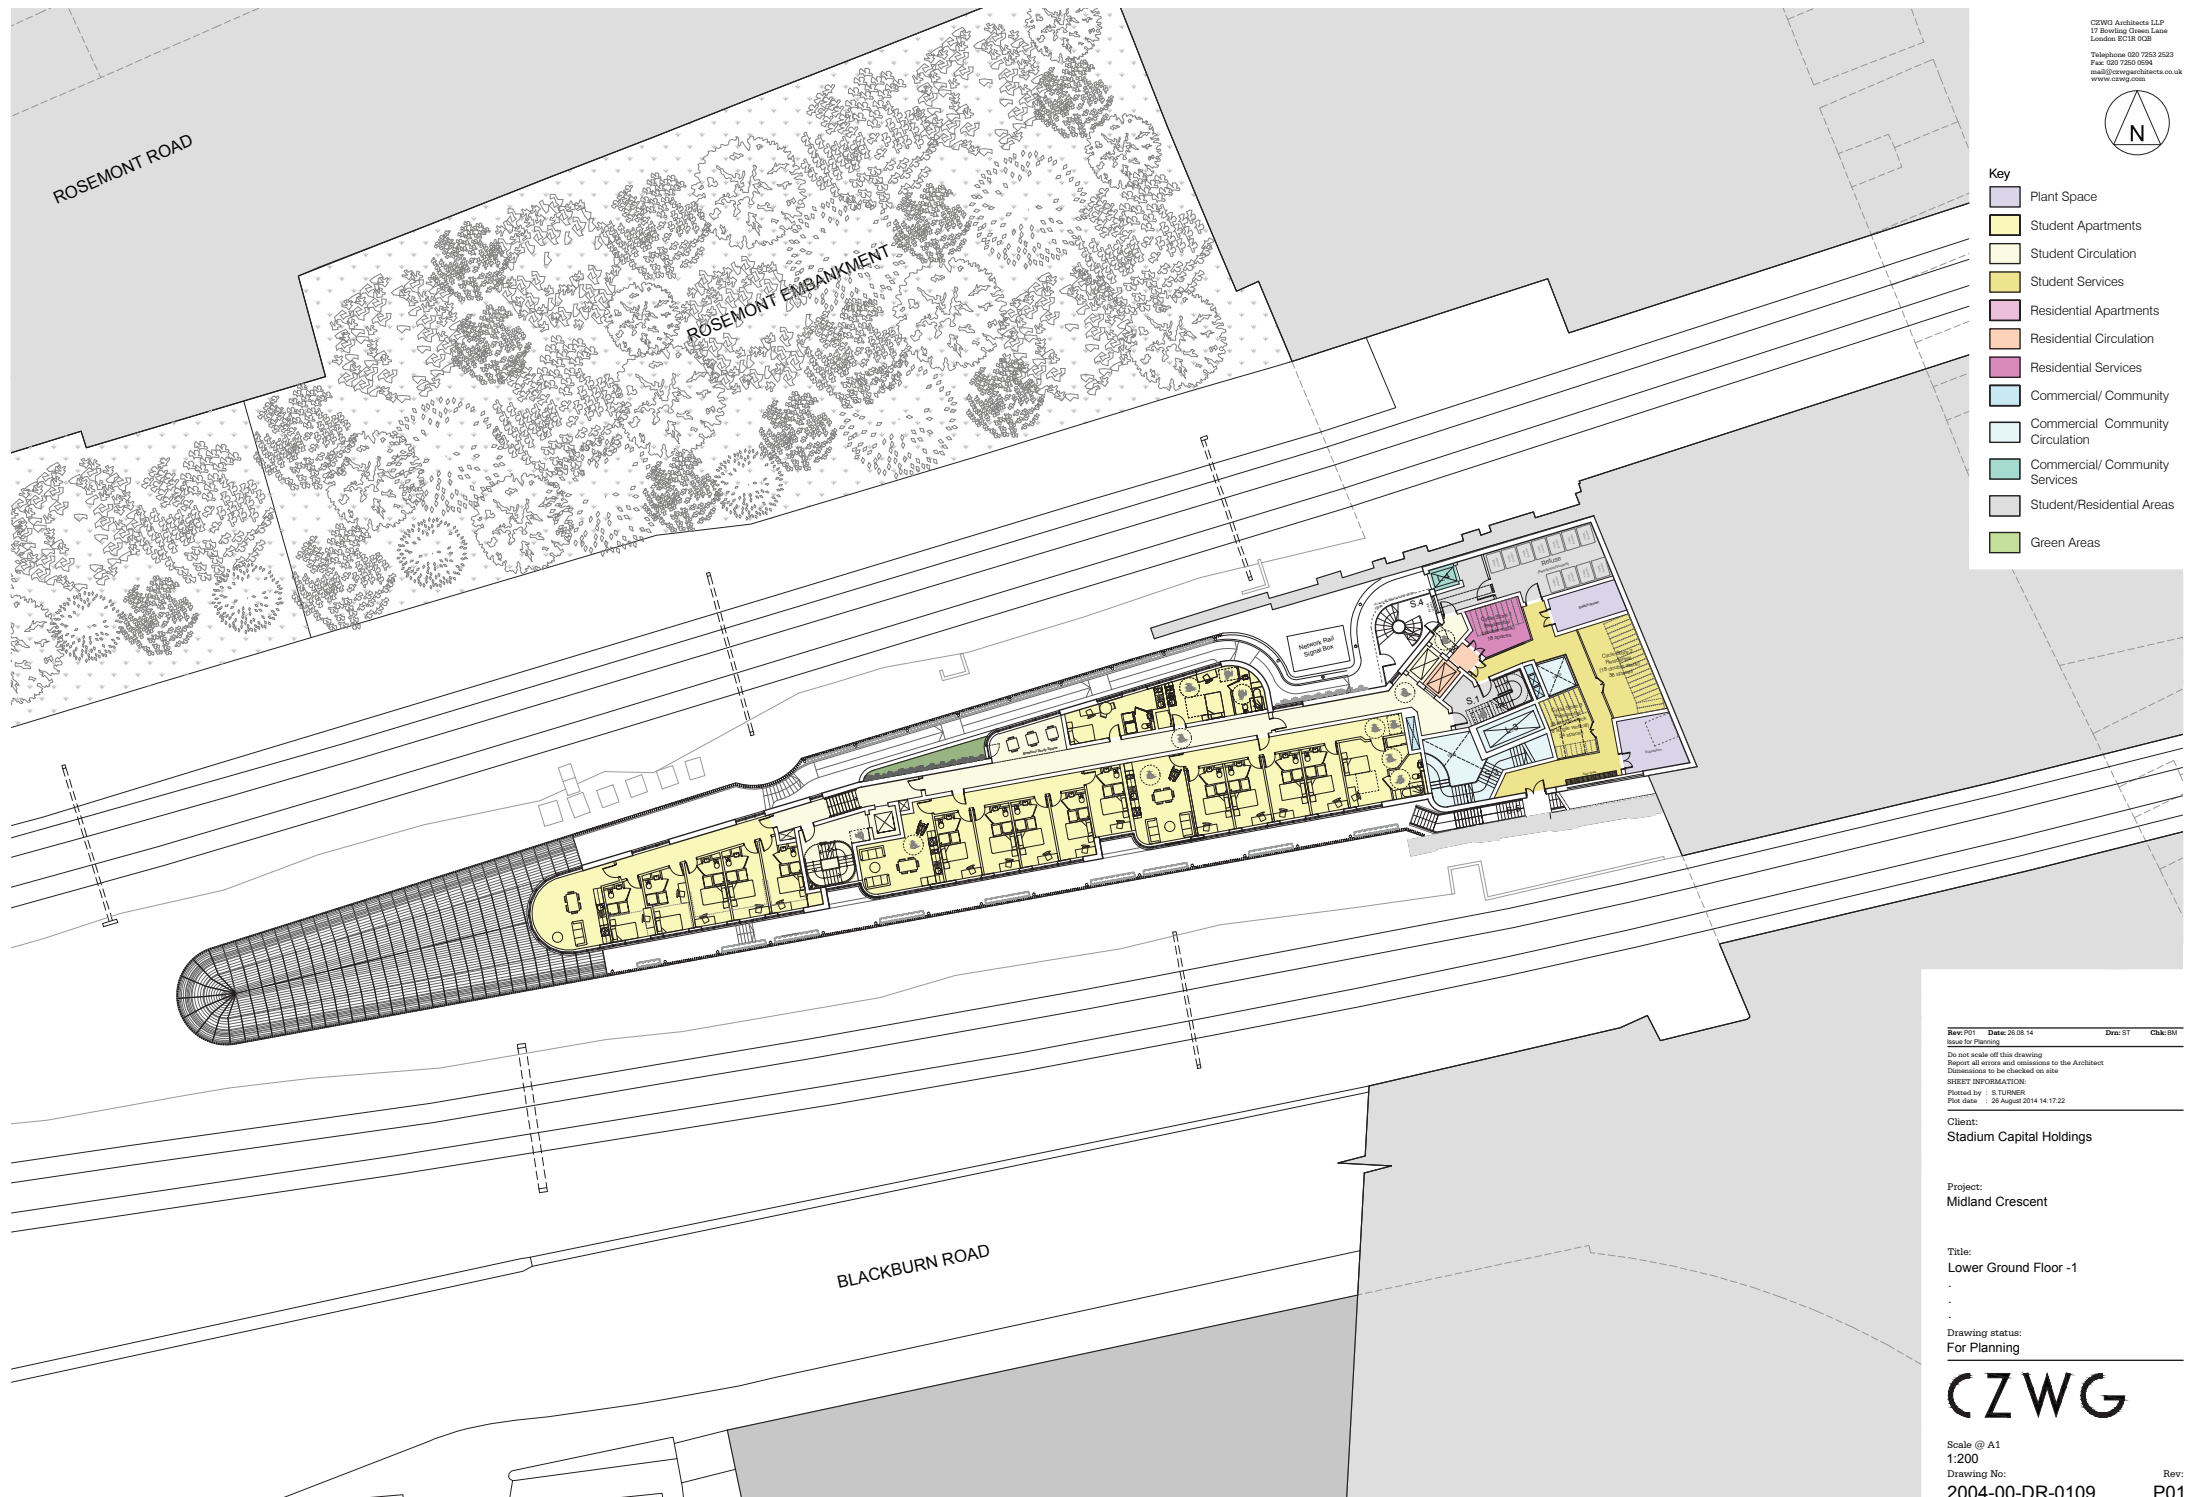 CZWG Architects LLP
17 Bowling Green Lane
London EC1R 0QB
Telephone 020 7253 2523
Fax: 020 7250 0594
mail@czwgarchitects.co.uk
www.czwg.com
N
Key
Plant Space
Student Apartments
Student Circulation
Student Services
Residential Apartments
Residential Circulation
Residential Services
Commercial/ Community
Commercial Community
Circulation
Commercial/ Community
Services
Student/Residential Areas
Green Areas
ROSEMONT ROAD
ROSEMONT EMBANKMENT
Refuse
S.4
Network Rail
Signal Box
S.1
BLACKBURN ROAD
Rev: P01 Date: 26.08.14 Drn: ST Chk: BM
Issue for Planning
Do not scale off this drawing
Report all errors and omissions to the Architect
Dimensions to be checked on site
SHEET INFORMATION:
Plotted by : S.TURNER
Plot date : 26 August 2014 14:17:22
Client:
Stadium Capital Holdings
Project:
Midland Crescent
Title:
Lower Ground Floor -1
.
.
.
Drawing status:
For Planning
CZWG
Scale @ A1
1:200
Drawing No: Rev:
2004-00-DR-0109 P01